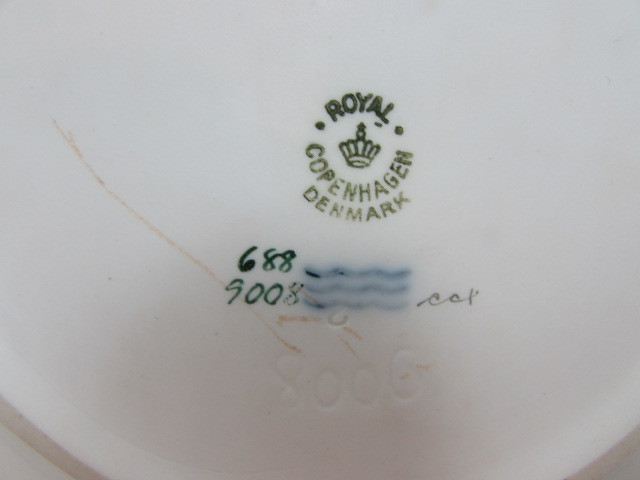 ROYAL
COPENHAGEN
DENMARK
688
9008